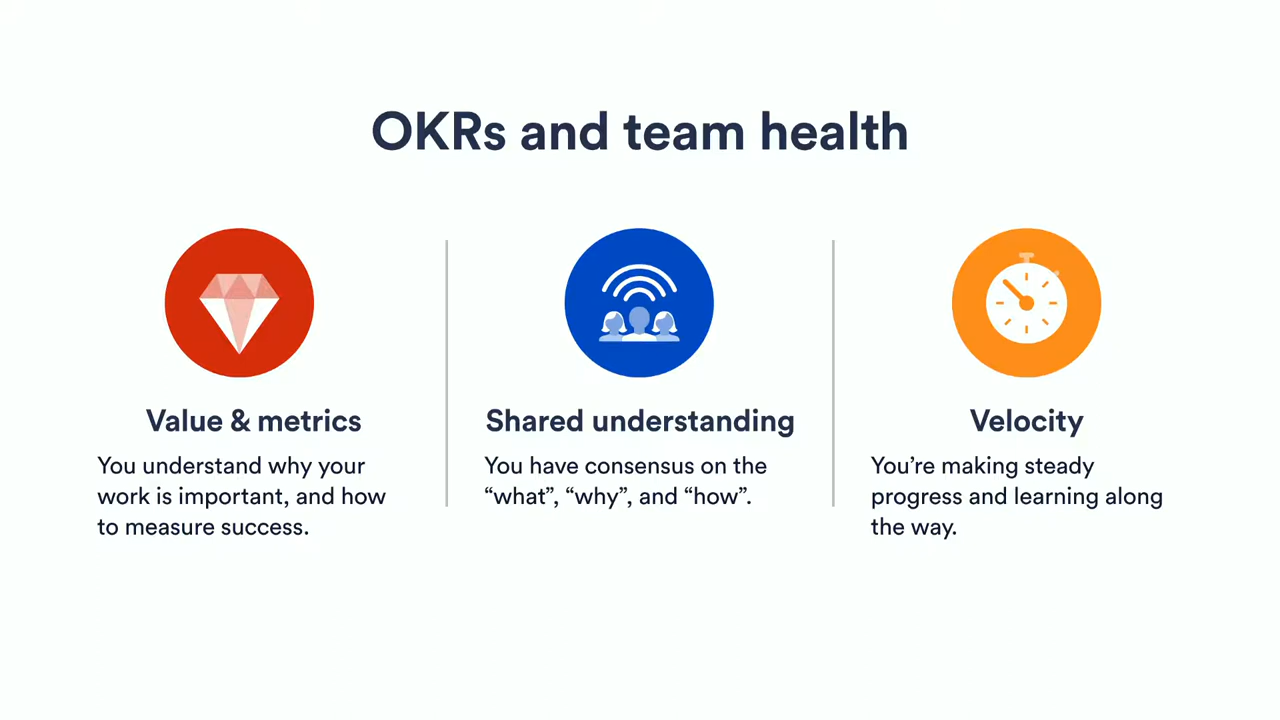 OKRs and team health
Value & metrics
You understand why your
work is important, and how
to measure success.
Shared understanding
You have consensus on the
“what”, “why”, and “how”.
Velocity
You’re making steady
progress and learning along
the way.